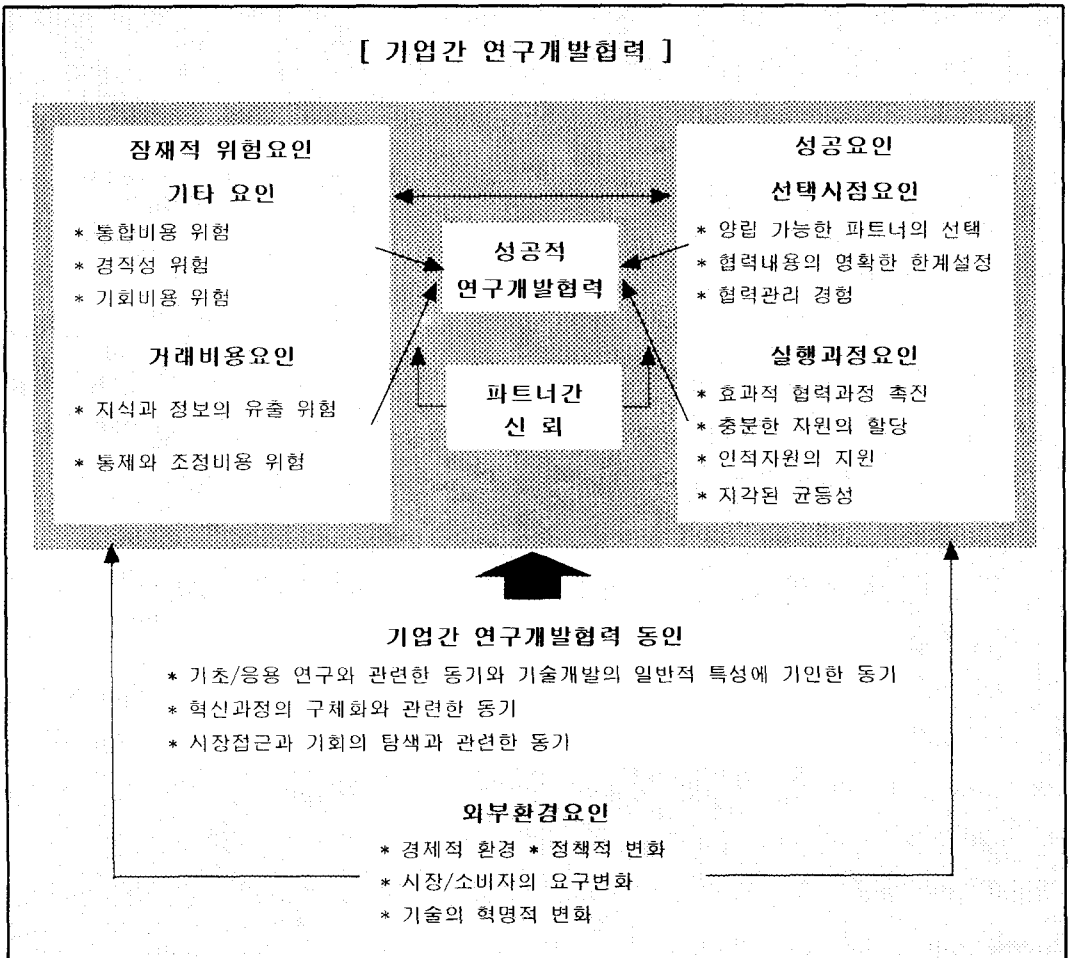 [ 기업간 연구개발협력 ]
잠재적 위험요인
기타 요인
* 통합비용 위험
* 경직성 위험
* 기회비용 위험
거래비용요인
* 지식과 정보의 유출 위험
* 통제와 조정비용 위험
성공적
연구개발협력
파트너간
신 뢰
성공요인
선택시점요인
* 양립 가능한 파트너의 선택
* 협력내용의 명확한 한계설정
* 협력관리 경험
실행과정요인
* 효과적 협력과정 촉진
* 충분한 자원의 할당
* 인적자원의 지원
* 지각된 균등성
기업간 연구개발협력 동인
* 기초/응용 연구와 관련한 동기와 기술개발의 일반적 특성에 기인한 동기
* 혁신과정의 구체화와 관련한 동기
* 시장접근과 기회의 탐색과 관련한 동기
외부환경요인
* 경제적 환경 * 정책적 변화
* 시장/소비자의 요구변화
* 기술의 혁명적 변화